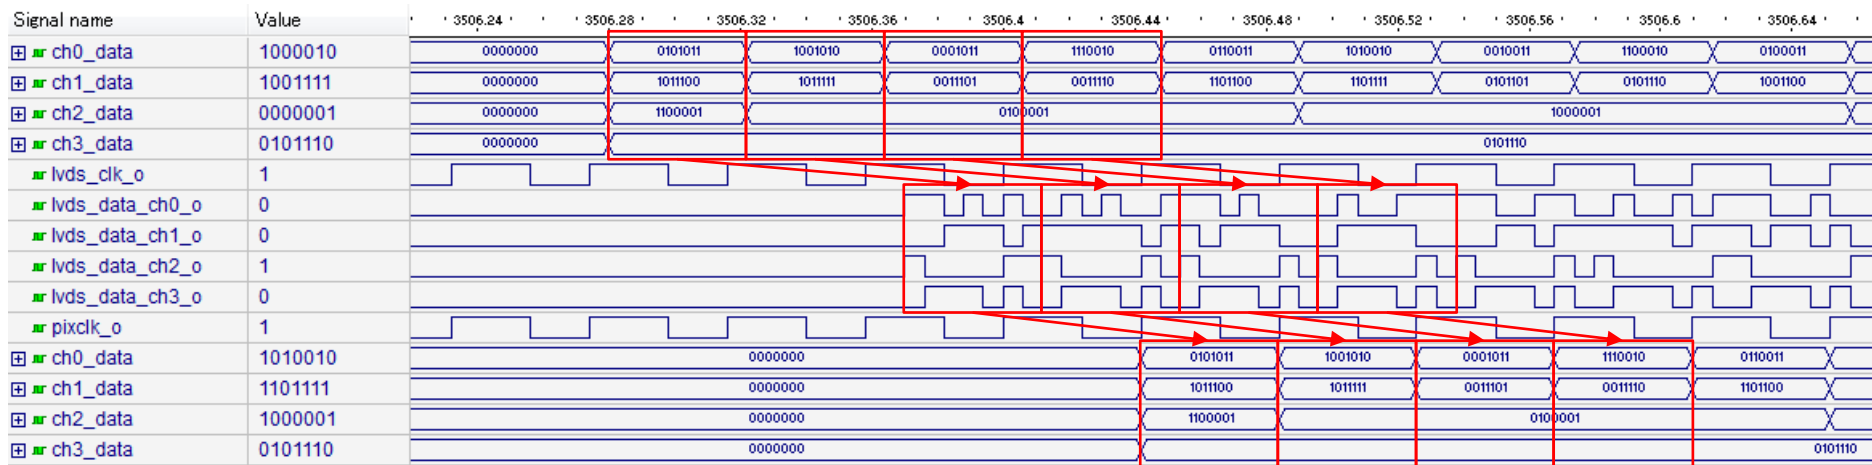 Signal name Value 3506.24 3506.28 3506.32 3506.36 3506.4 3506.44 3506.48 3506.52 3506.56 3506.6 3506.64
ch0_data 1000010 0000000 0101011 1001010 0001011 1110010 0110011 1010010 0010011 1100010 0100011
ch1_data 1001111 0000000 1011100 1011111 0011101 0011110 1101100 1101111 0101101 0101110 1001100
ch2_data 0000001 0000000 1100001 0100001 1000001
ch3_data 0101110 0000000 0101110
lvds_clk_o 1
lvds_data_ch0_o 0
lvds_data_ch1_o 0
lvds_data_ch2_o 1
lvds_data_ch3_o 0
pixclk_o 1
ch0_data 1010010 0000000 0101011 1001010 0001011 1110010 0110011
ch1_data 1101111 0000000 1011100 1011111 0011101 0011110 1101100
ch2_data 1000001 0000000 1100001 0100001
ch3_data 0101110 0000000 0101110